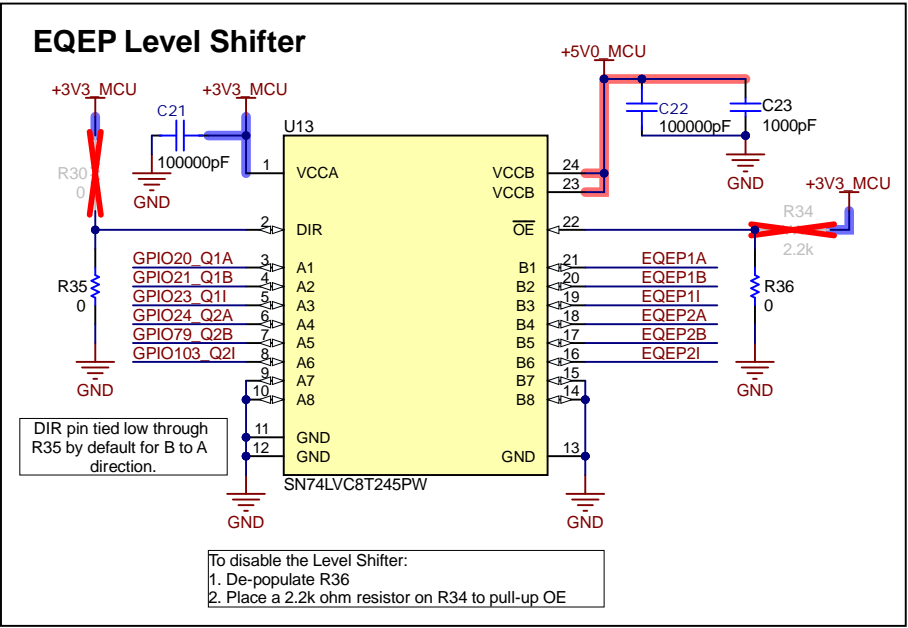 EQEP Level Shifter
+5V0_MCU
+3V3_MCU
+3V3_MCU
C21
100000pF
GND
U13
C22
100000pF
C23
1000pF
GND
R30
0
1
VCCA
VCCB
24
VCCB
23
+3V3_MCU
R34
2.2k
2
DIR
OE
22
R35
0
GND
R36
0
GND
GPIO20_Q1A
3
A1
B1
21
EQEP1A
GPIO21_Q1B
4
A2
B2
20
EQEP1B
GPIO23_Q1I
5
A3
B3
19
EQEP1I
GPIO24_Q2A
6
A4
B4
18
EQEP2A
GPIO79_Q2B
7
A5
B5
17
EQEP2B
GPIO103_Q2I
8
A6
B6
16
EQEP2I
9
A7
B7
15
10
A8
B8
14
11
GND
12
GND
GND
13
SN74LVC8T245PW
GND
GND
DIR pin tied low through
R35 by default for B to A
direction.
To disable the Level Shifter:
1. De-populate R36
2. Place a 2.2k ohm resistor on R34 to pull-up OE